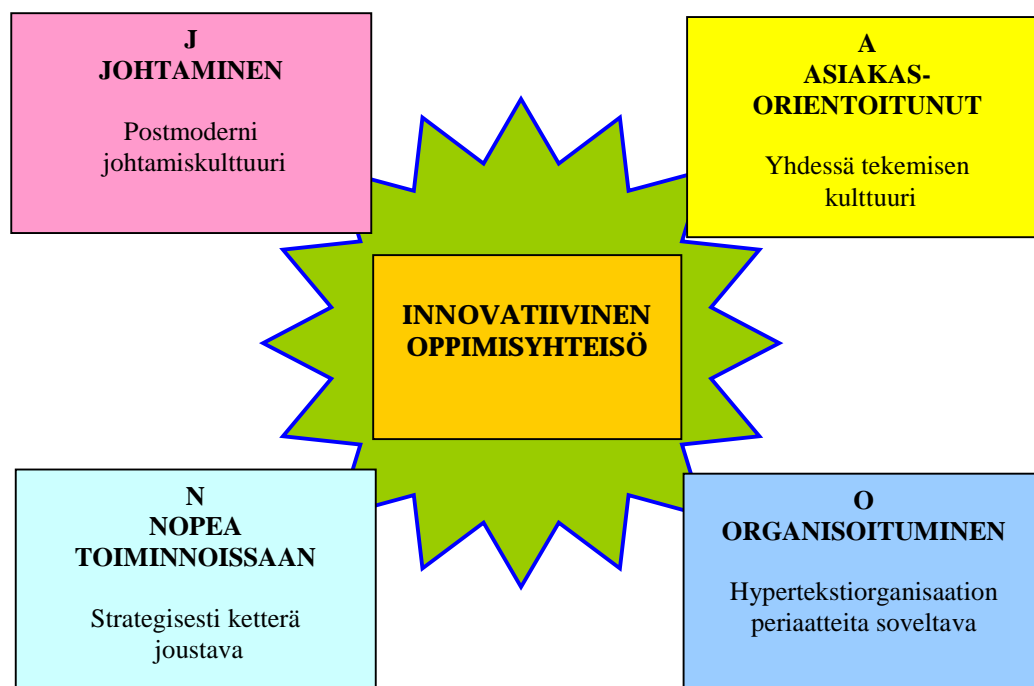 J
JOHTAMINEN
Postmoderni
johtamiskulttuuri
A
ASIAKAS-
ORIENTOITUNUT
Yhdessä tekemisen
kulttuuri
INNOVATIIVINEN
OPPIMISYHTEISÖ
N
NOPEA
TOIMINNOISSAAN
Strategisesti ketterä
joustava
O
ORGANISOITUMINEN
Hypertekstiorganisaation
periaatteita soveltava